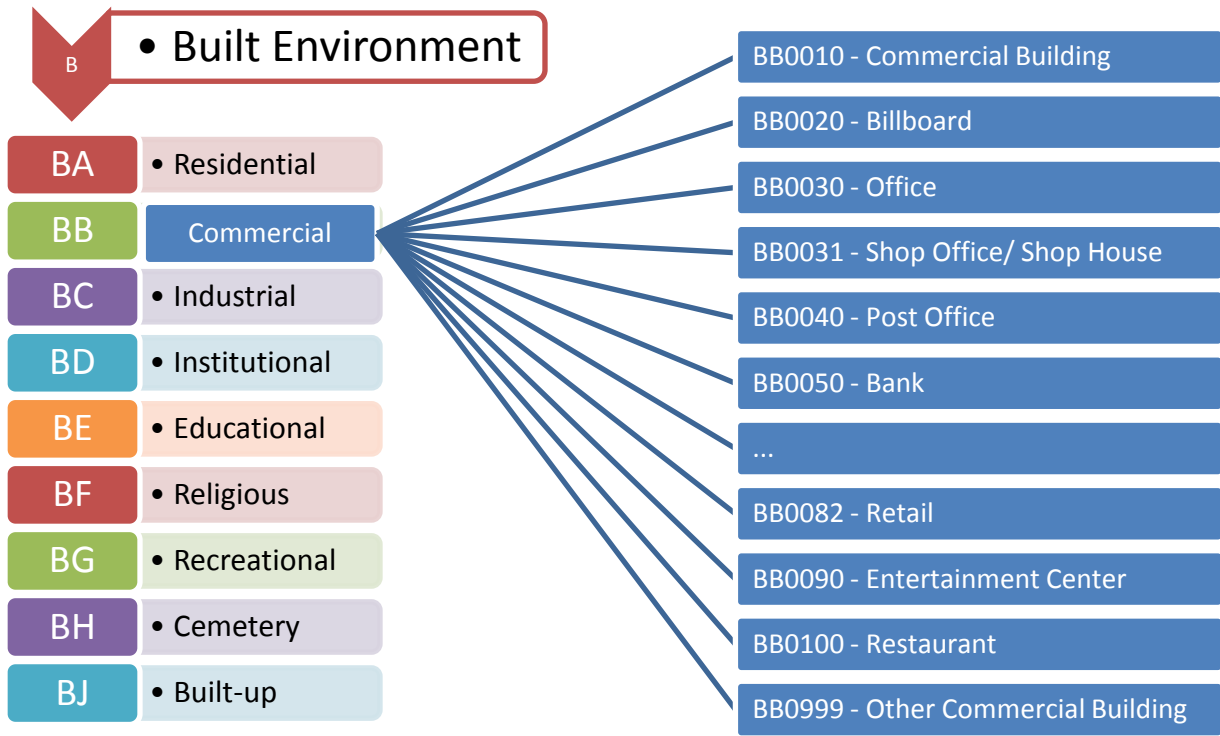 B
• Built Environment
BA
• Residential
BB
Commercial
BC
• Industrial
BD
• Institutional
BE
• Educational
BF
• Religious
BG
• Recreational
BH
• Cemetery
BJ
• Built-up
BB0010 - Commercial Building
BB0020 - Billboard
BB0030 - Office
BB0031 - Shop Office/ Shop House
BB0040 - Post Office
BB0050 - Bank
...
BB0082 - Retail
BB0090 - Entertainment Center
BB0100 - Restaurant
BB0999 - Other Commercial Building